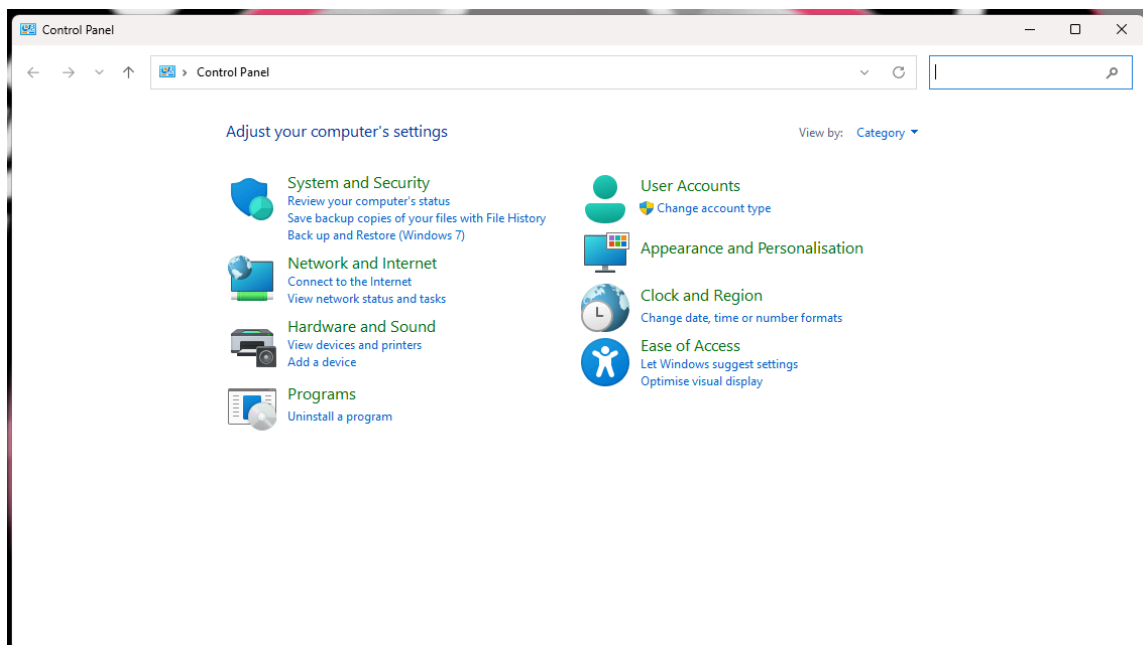 Control Panel
Control Panel
Adjust your computer's settings
View by: Category
System and Security
Review your computer's status
Save backup copies of your files with File History
Back up and Restore (Windows 7)
Network and Internet
Connect to the Internet
View network status and tasks
Hardware and Sound
View devices and printers
Add a device
Programs
Uninstall a program
User Accounts
Change account type
Appearance and Personalisation
Clock and Region
Change date, time or number formats
Ease of Access
Let Windows suggest settings
Optimise visual display